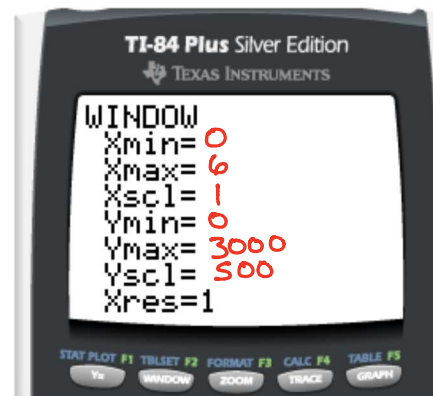 TI-84 Plus Silver Edition
TEXAS INSTRUMENTS
WINDOW
Xmin= 0
Xmax= 6
Xscl= 1
Ymin= 0
Ymax= 3000
Yscl= 500
Xres=1
STAT PLOT F1 TBLSET F2 FORMAT F3 CALC F4 TABLE F5
Y= WINDOW ZOOM TRACE GRAPH